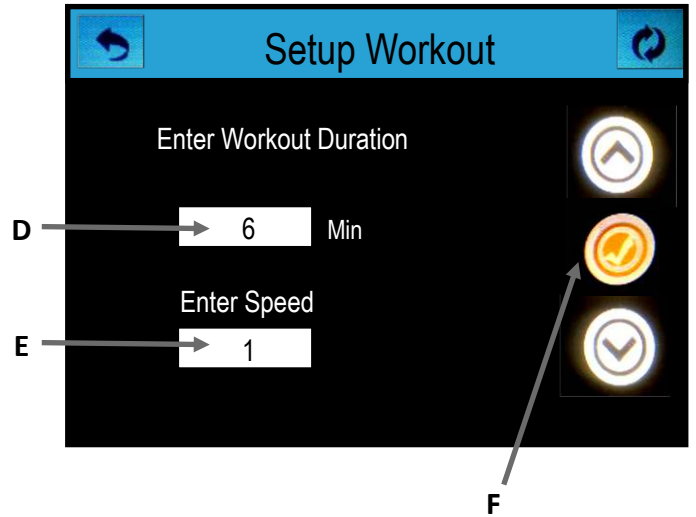 Setup Workout
Enter Workout Duration
D
6 Min
Enter Speed
E
1
F